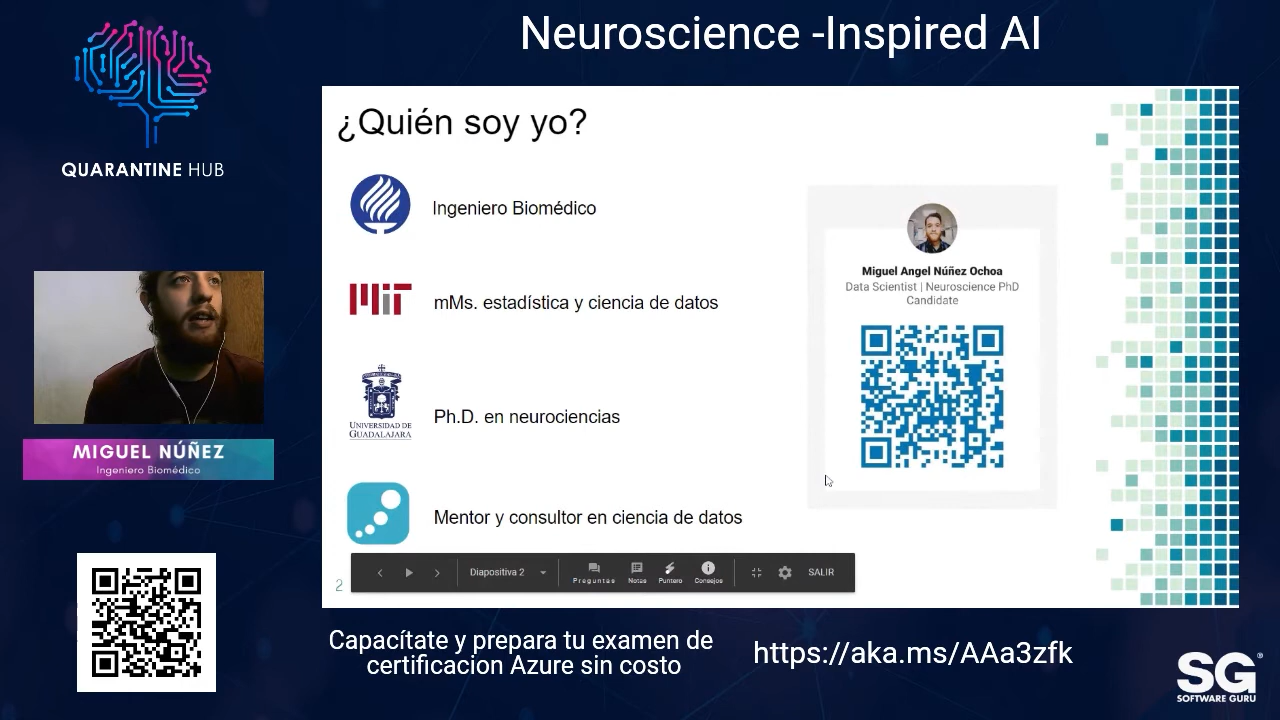 Neuroscience -Inspired AI
QUARANTINE HUB
¿Quién soy yo?
Ingeniero Biomédico
MIT
mMs. estadística y ciencia de datos
UNIVERSIDAD DE
GUADALAJARA
Ph.D. en neurociencias
Mentor y consultor en ciencia de datos
Miguel Angel Núñez Ochoa
Data Scientist | Neuroscience PhD
Candidate
MIGUEL NÚÑEZ
Ingeniero Biomédico
2
Diapositiva 2
Preguntas
Notas
Puntero
Consejos
SALIR
Capacítate y prepara tu examen de
certificacion Azure sin costo
https://aka.ms/AAa3zfk
SG®
SOFTWARE GURU